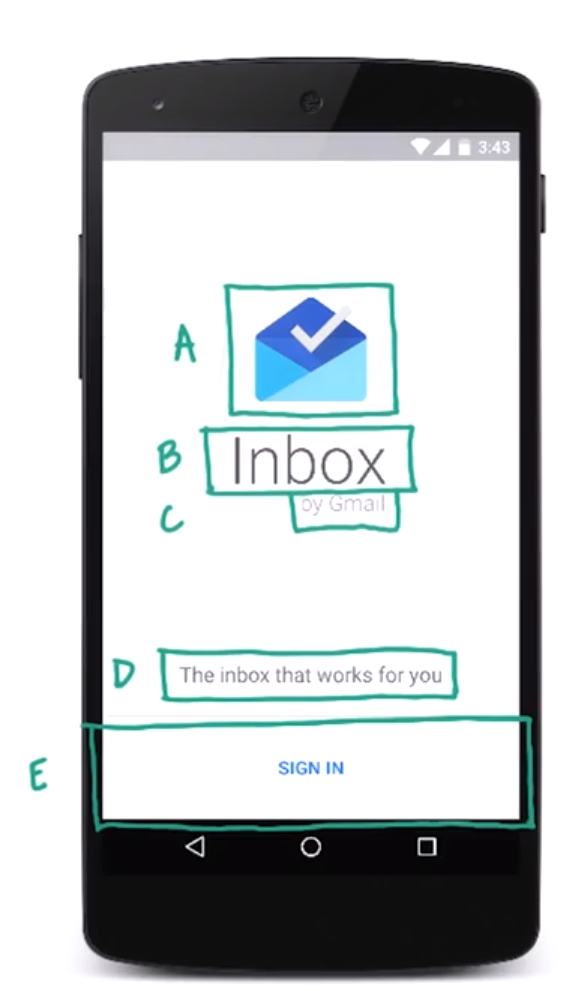 3:43
A
B
Inbox
by Gmail
C
D
The inbox that works for you
E
SIGN IN